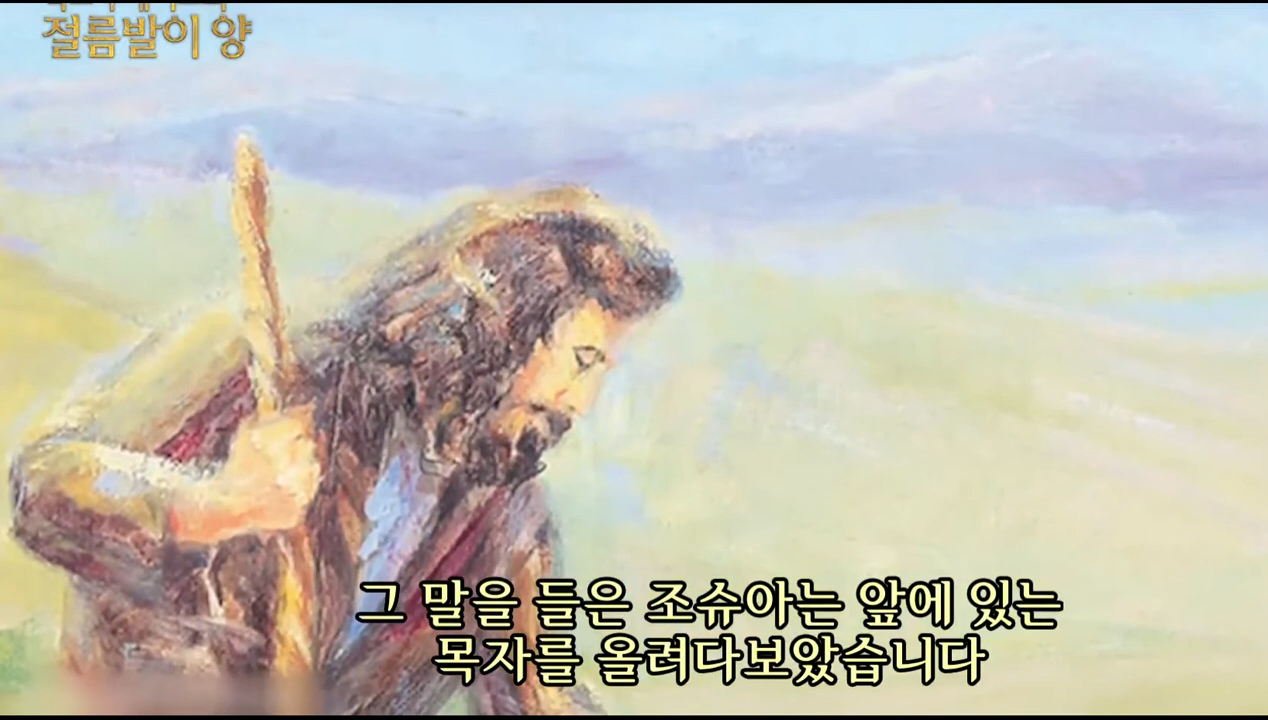 절름발이 양
그 말을 들은 조슈아는 앞에 있는
목자를 올려다보았습니다